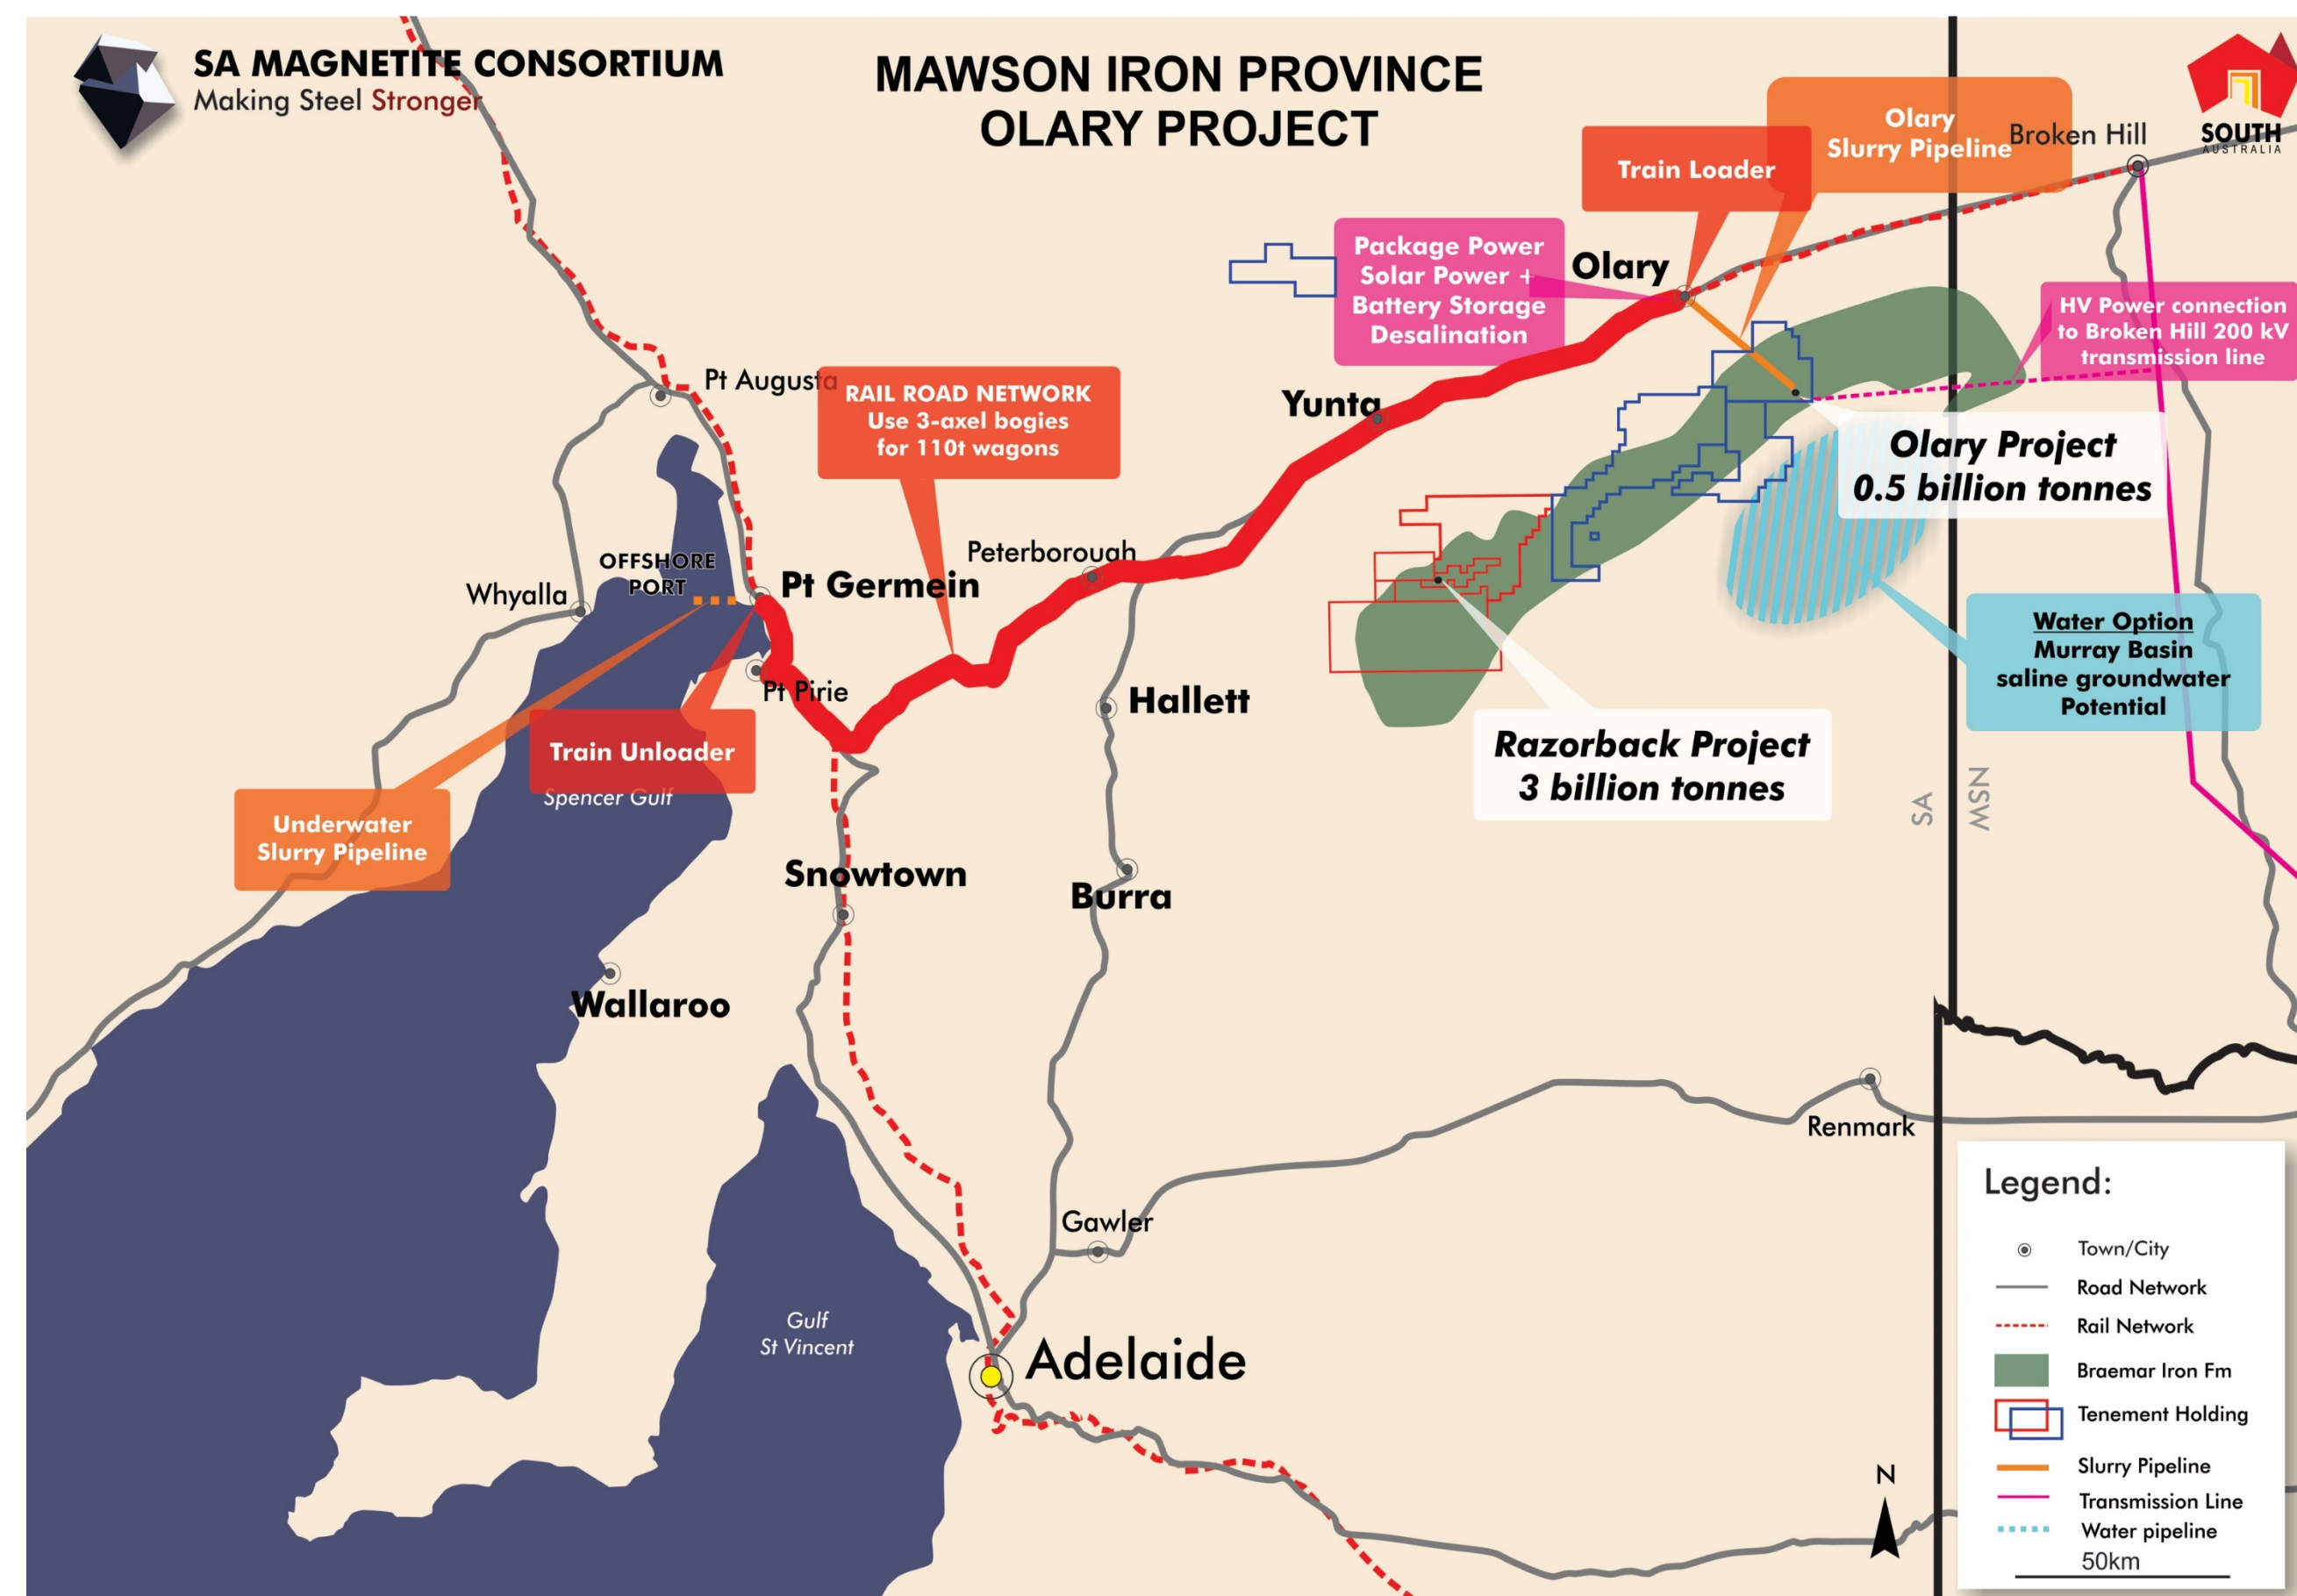 SA MAGNETITE CONSORTIUM
Making Steel Stronger
MAWSON IRON PROVINCE
OLARY PROJECT
SOUTH
AUSTRALIA
Broken Hill
Olary
Slurry Pipeline
Train Loader
Package Power
Solar Power +
Battery Storage
Desalination
Olary
HV Power connection
to Broken Hill 200 kV
transmission line
Pt Augusta
RAIL ROAD NETWORK
Use 3-axel bogies
for 110t wagons
Yunta
Olary Project
0.5 billion tonnes
OFFSHORE
PORT
Whyalla
Pt Germein
Peterborough
Water Option
Murray Basin
saline groundwater
Potential
Pt Pirie
Hallett
Train Unloader
Spencer Gulf
Razorback Project
3 billion tonnes
SA
NSW
Underwater
Slurry Pipeline
Snowtown
Burra
Wallaroo
Renmark
Gawler
Gulf
St Vincent
Adelaide
N
Legend:
Town/City
Road Network
Rail Network
Braemar Iron Fm
Tenement Holding
Slurry Pipeline
Transmission Line
Water pipeline
50km